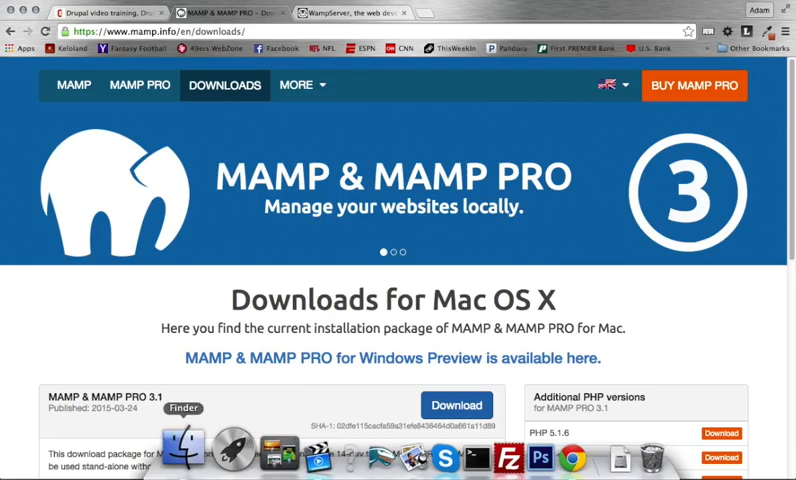 Drupal video training, Dru
MAMP & MAMP PRO – Dow
WampServer, the web dev
Adam
https://www.mamp.info/en/downloads/
Apps
Keloland
Fantasy Football
49ers WebZone
Facebook
NFL
ESPN
CNN
ThisWeekIn
Pandora
First PREMIER Bank
U.S. Bank
»
Other Bookmarks
MAMP
MAMP PRO
DOWNLOADS
MORE
BUY MAMP PRO
MAMP & MAMP PRO
Manage your websites locally.
3
Downloads for Mac OS X
Here you find the current installation package of MAMP & MAMP PRO for Mac.
MAMP & MAMP PRO for Windows Preview is available here.
MAMP & MAMP PRO 3.1
Published: 2015-03-24
Download
Additional PHP versions
for MAMP PRO 3.1
Finder
PHP 5.1.6
Download
This download package for M
be used stand-alone witho
Download